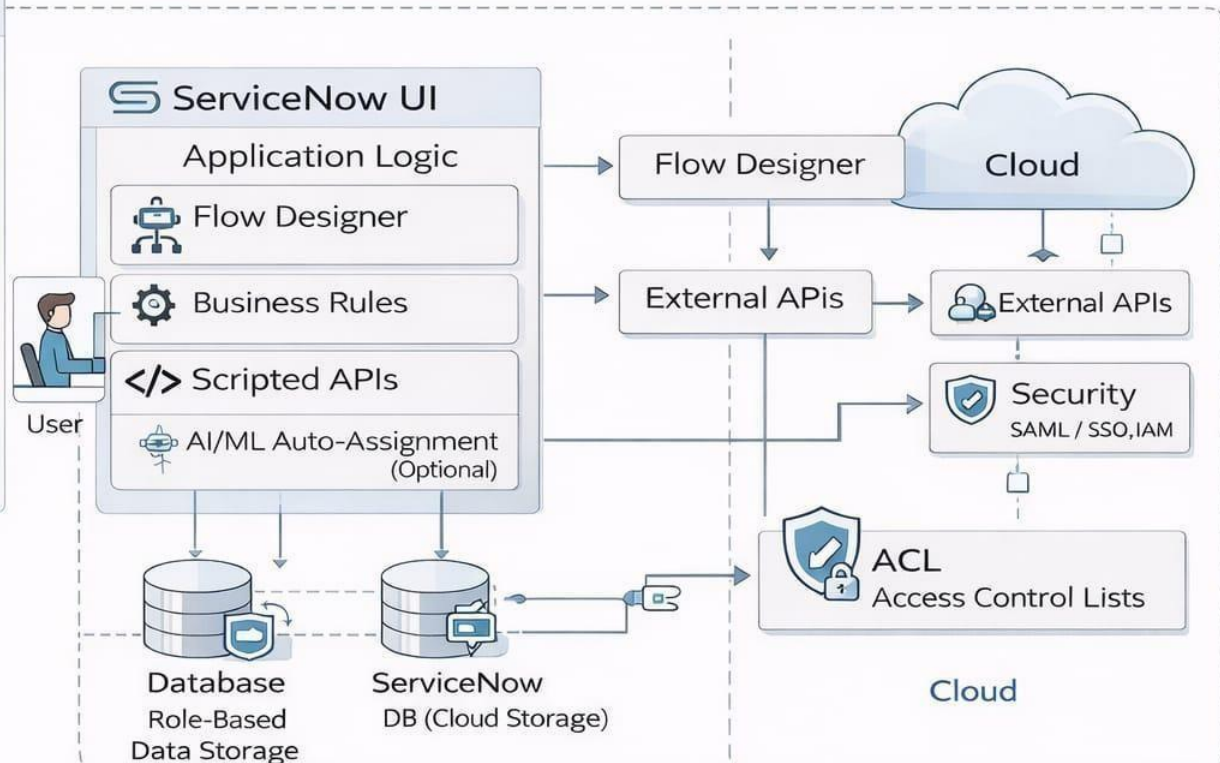 ServiceNow UI
Application Logic
Flow Designer
Business Rules
Scripted APIs
AI/ML Auto-Assignment
(Optional)
User
Flow Designer
Cloud
External APis
External APIs
Security
SAML / SSO,IAM
ACL
Access Control Lists
Database
Role-Based
Data Storage
ServiceNow
DB (Cloud Storage)
Cloud